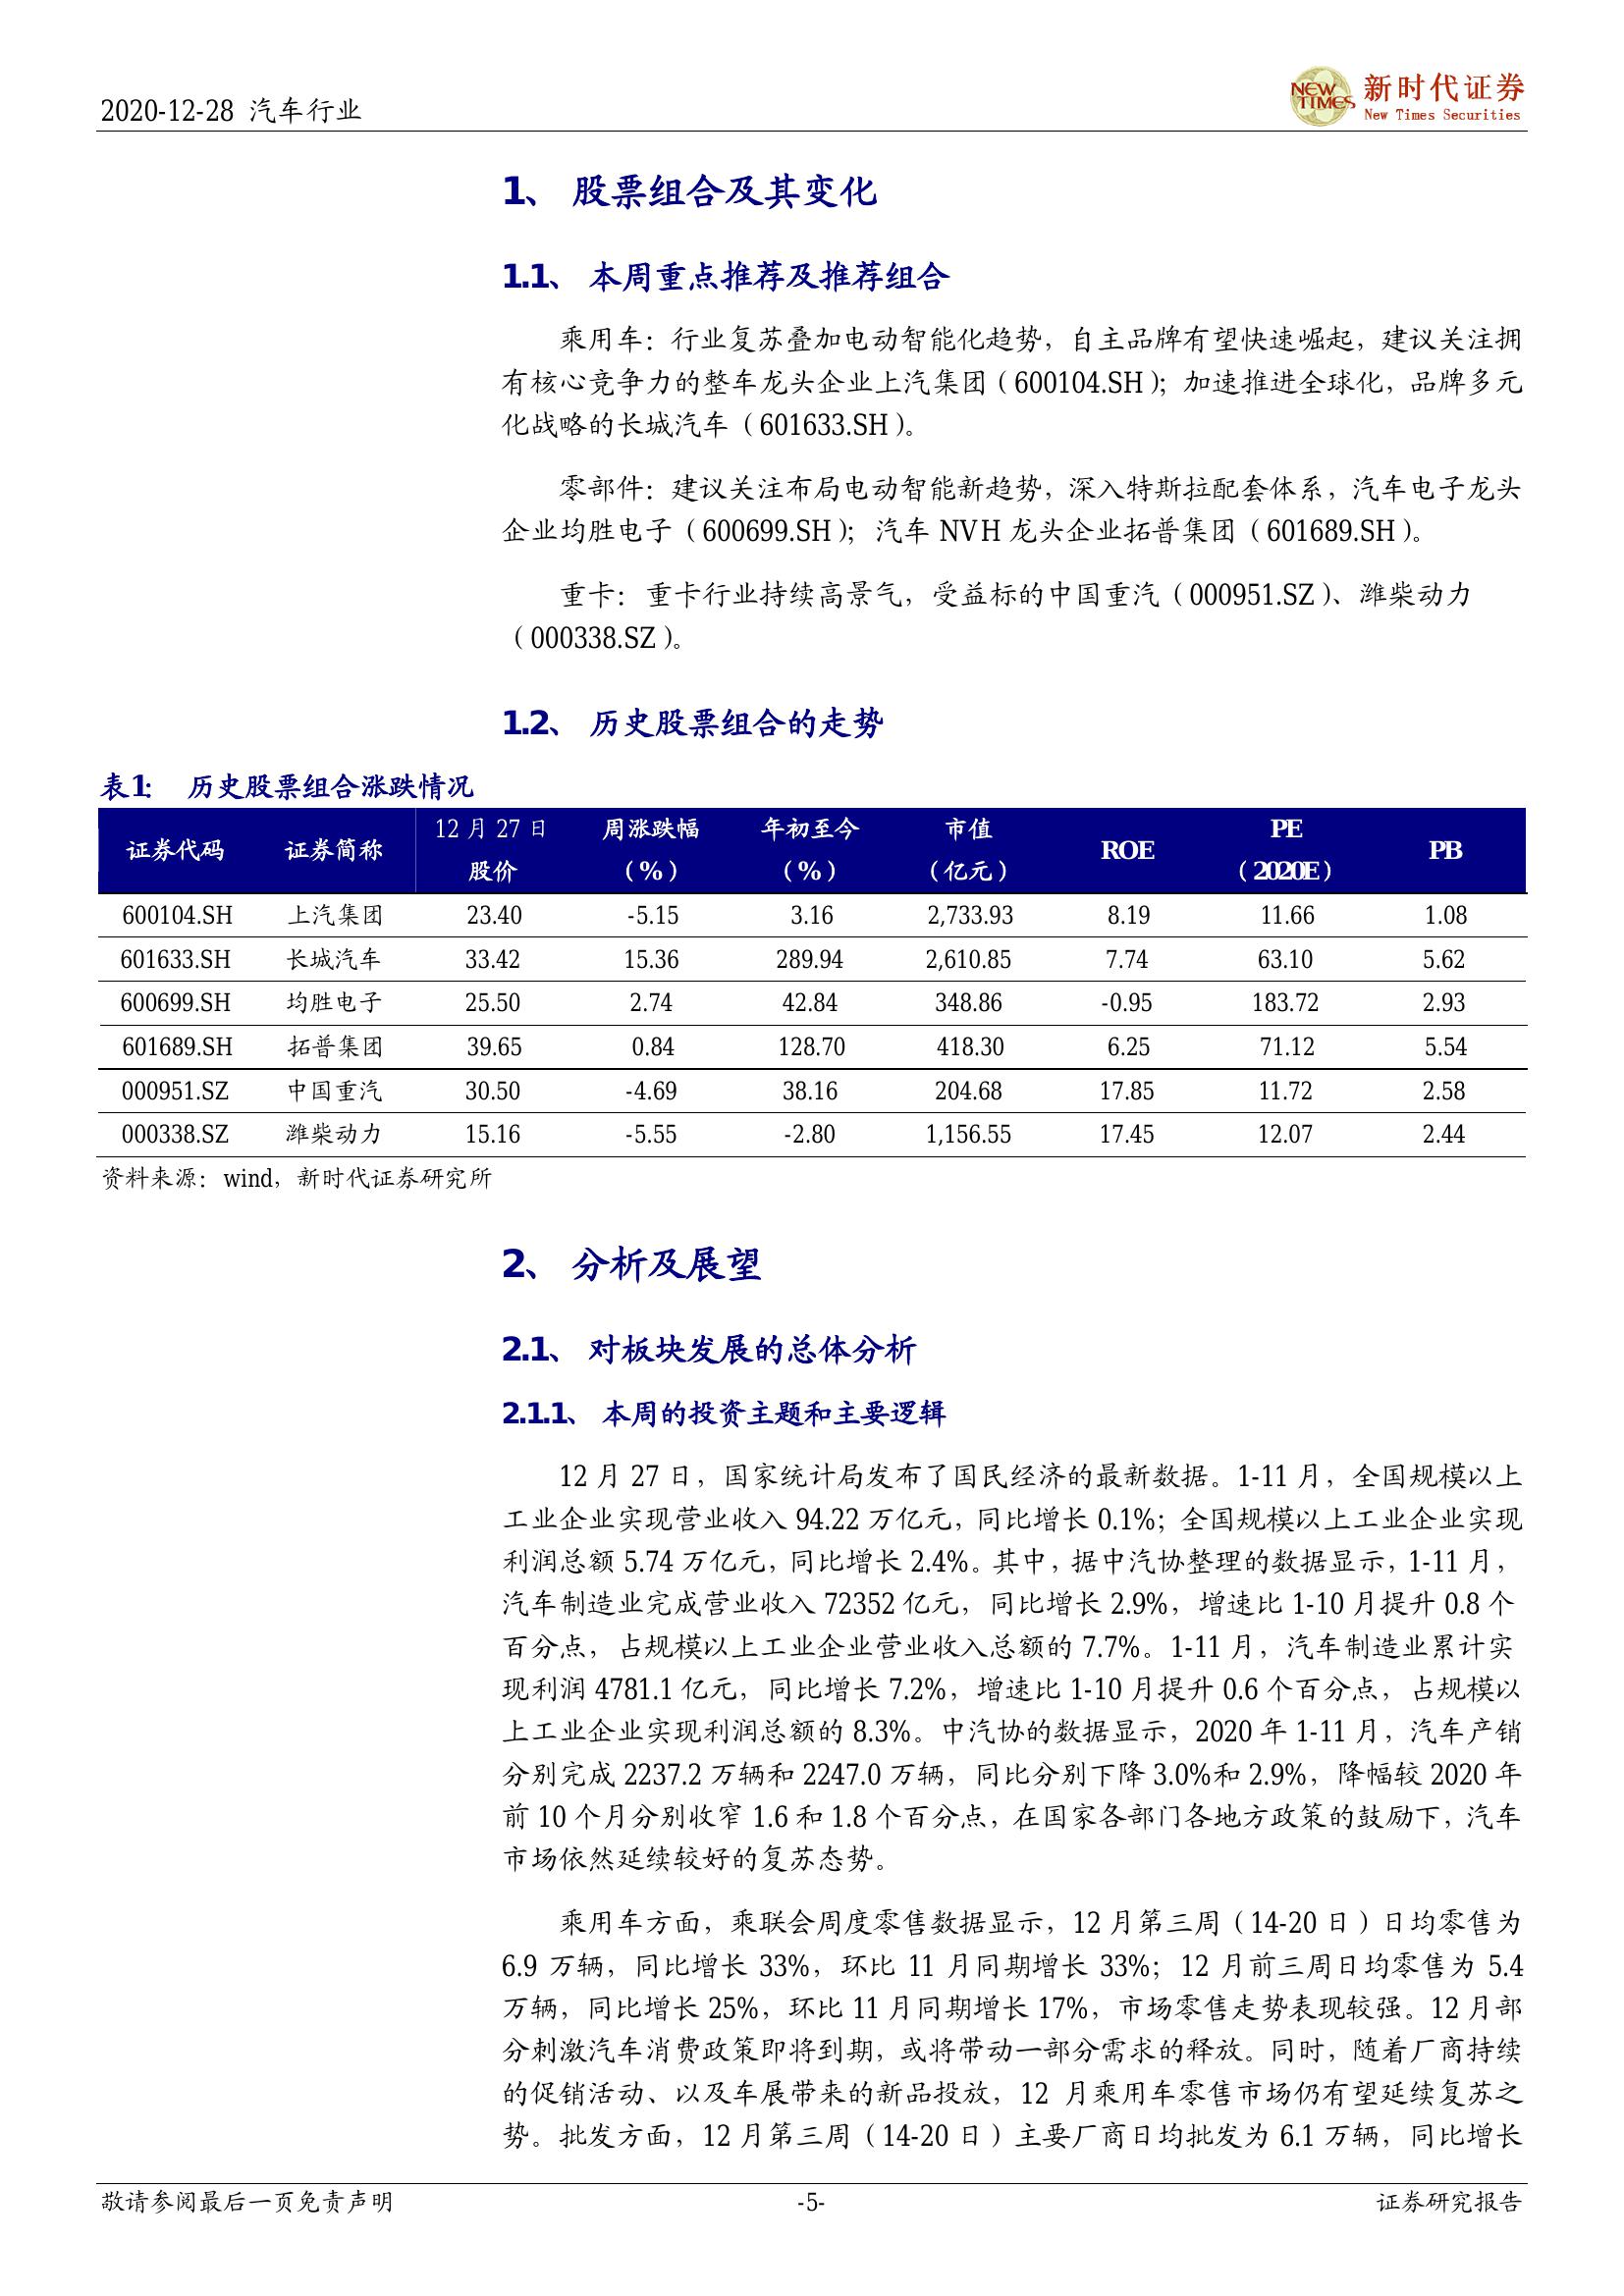 2020-12-28 汽车行业
NEW TIMES
新时代证券
New Times Securities
1、 股票组合及其变化
1.1、 本周重点推荐及推荐组合
乘用车：行业复苏叠加电动智能化趋势，自主品牌有望快速崛起，建议关注拥
有核心竞争力的整车龙头企业上汽集团（600104.SH）；加速推进全球化，品牌多元
化战略的长城汽车（601633.SH）。
零部件：建议关注布局电动智能新趋势，深入特斯拉配套体系，汽车电子龙头
企业均胜电子（600699.SH）；汽车 NVH 龙头企业拓普集团（601689.SH）。
重卡：重卡行业持续高景气，受益标的中国重汽（000951.SZ）、潍柴动力
（000338.SZ）。
1.2、 历史股票组合的走势
表1： 历史股票组合涨跌情况
证券代码 证券简称 12 月 27 日股价 周涨跌幅（%） 年初至今（%） 市值（亿元） ROE PE（2020E） PB
600104.SH 上汽集团 23.40 -5.15 3.16 2,733.93 8.19 11.66 1.08
601633.SH 长城汽车 33.42 15.36 289.94 2,610.85 7.74 63.10 5.62
600699.SH 均胜电子 25.50 2.74 42.84 348.86 -0.95 183.72 2.93
601689.SH 拓普集团 39.65 0.84 128.70 418.30 6.25 71.12 5.54
000951.SZ 中国重汽 30.50 -4.69 38.16 204.68 17.85 11.72 2.58
000338.SZ 潍柴动力 15.16 -5.55 -2.80 1,156.55 17.45 12.07 2.44
资料来源：wind，新时代证券研究所
2、 分析及展望
2.1、 对板块发展的总体分析
2.1.1、 本周的投资主题和主要逻辑
12 月 27 日，国家统计局发布了国民经济的最新数据。1-11 月，全国规模以上
工业企业实现营业收入 94.22 万亿元，同比增长 0.1%；全国规模以上工业企业实现
利润总额 5.74 万亿元，同比增长 2.4%。其中，据中汽协整理的数据显示，1-11 月，
汽车制造业完成营业收入 72352 亿元，同比增长 2.9%，增速比 1-10 月提升 0.8 个
百分点，占规模以上工业企业营业收入总额的 7.7%。1-11 月，汽车制造业累计实
现利润 4781.1 亿元，同比增长 7.2%，增速比 1-10 月提升 0.6 个百分点，占规模以
上工业企业实现利润总额的 8.3%。中汽协的数据显示，2020 年 1-11 月，汽车产销
分别完成 2237.2 万辆和 2247.0 万辆，同比分别下降 3.0%和 2.9%，降幅较 2020 年
前 10 个月分别收窄 1.6 和 1.8 个百分点，在国家各部门各地方政策的鼓励下，汽车
市场依然延续较好的复苏态势。
乘用车方面，乘联会周度零售数据显示，12 月第三周（14-20 日）日均零售为
6.9 万辆，同比增长 33%，环比 11 月同期增长 33%；12 月前三周日均零售为 5.4
万辆，同比增长 25%，环比 11 月同期增长 17%，市场零售走势表现较强。12 月部
分刺激汽车消费政策即将到期，或将带动一部分需求的释放。同时，随着厂商持续
的促销活动、以及车展带来的新品投放，12 月乘用车零售市场仍有望延续复苏之
势。批发方面，12 月第三周（14-20 日）主要厂商日均批发为 6.1 万辆，同比增长
敬请参阅最后一页免责声明 -5- 证券研究报告